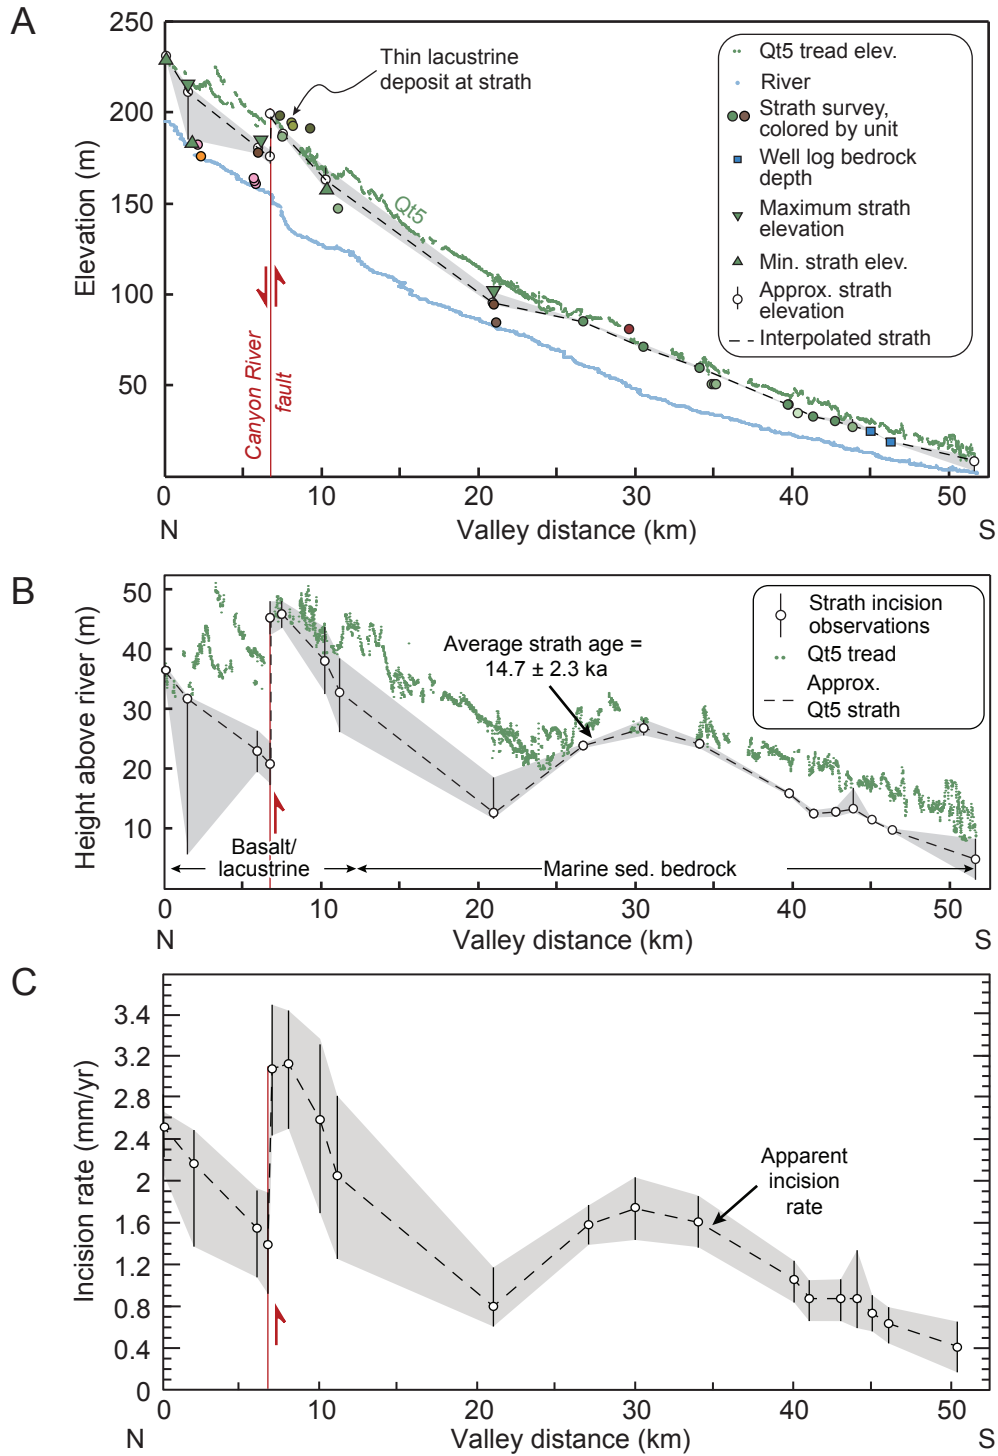 A
250
200
150
100
50
Elevation (m)
Thin lacustrine
deposit at strath
Qt5
Canyon River
fault
Qt5 tread elev.
River
Strath survey,
colored by unit
Well log bedrock
depth
Maximum strath
elevation
Min. strath elev.
Approx. strath
elevation
Interpolated strath
0 10 20 30 40 50
N Valley distance (km) S
B
50
40
30
20
10
Height above river (m)
Average strath age =
14.7 ± 2.3 ka
Strath incision
observations
Qt5 tread
Approx.
Qt5 strath
Basalt/
lacustrine
Marine sed. bedrock
0 10 20 30 40 50
N Valley distance (km) S
C
3.4
3.2
2.8
2.4
2
1.6
1.2
0.8
0.4
0
Incision rate (mm/yr)
Apparent
incision
rate
0 10 20 30 40 50
N Valley distance (km) S